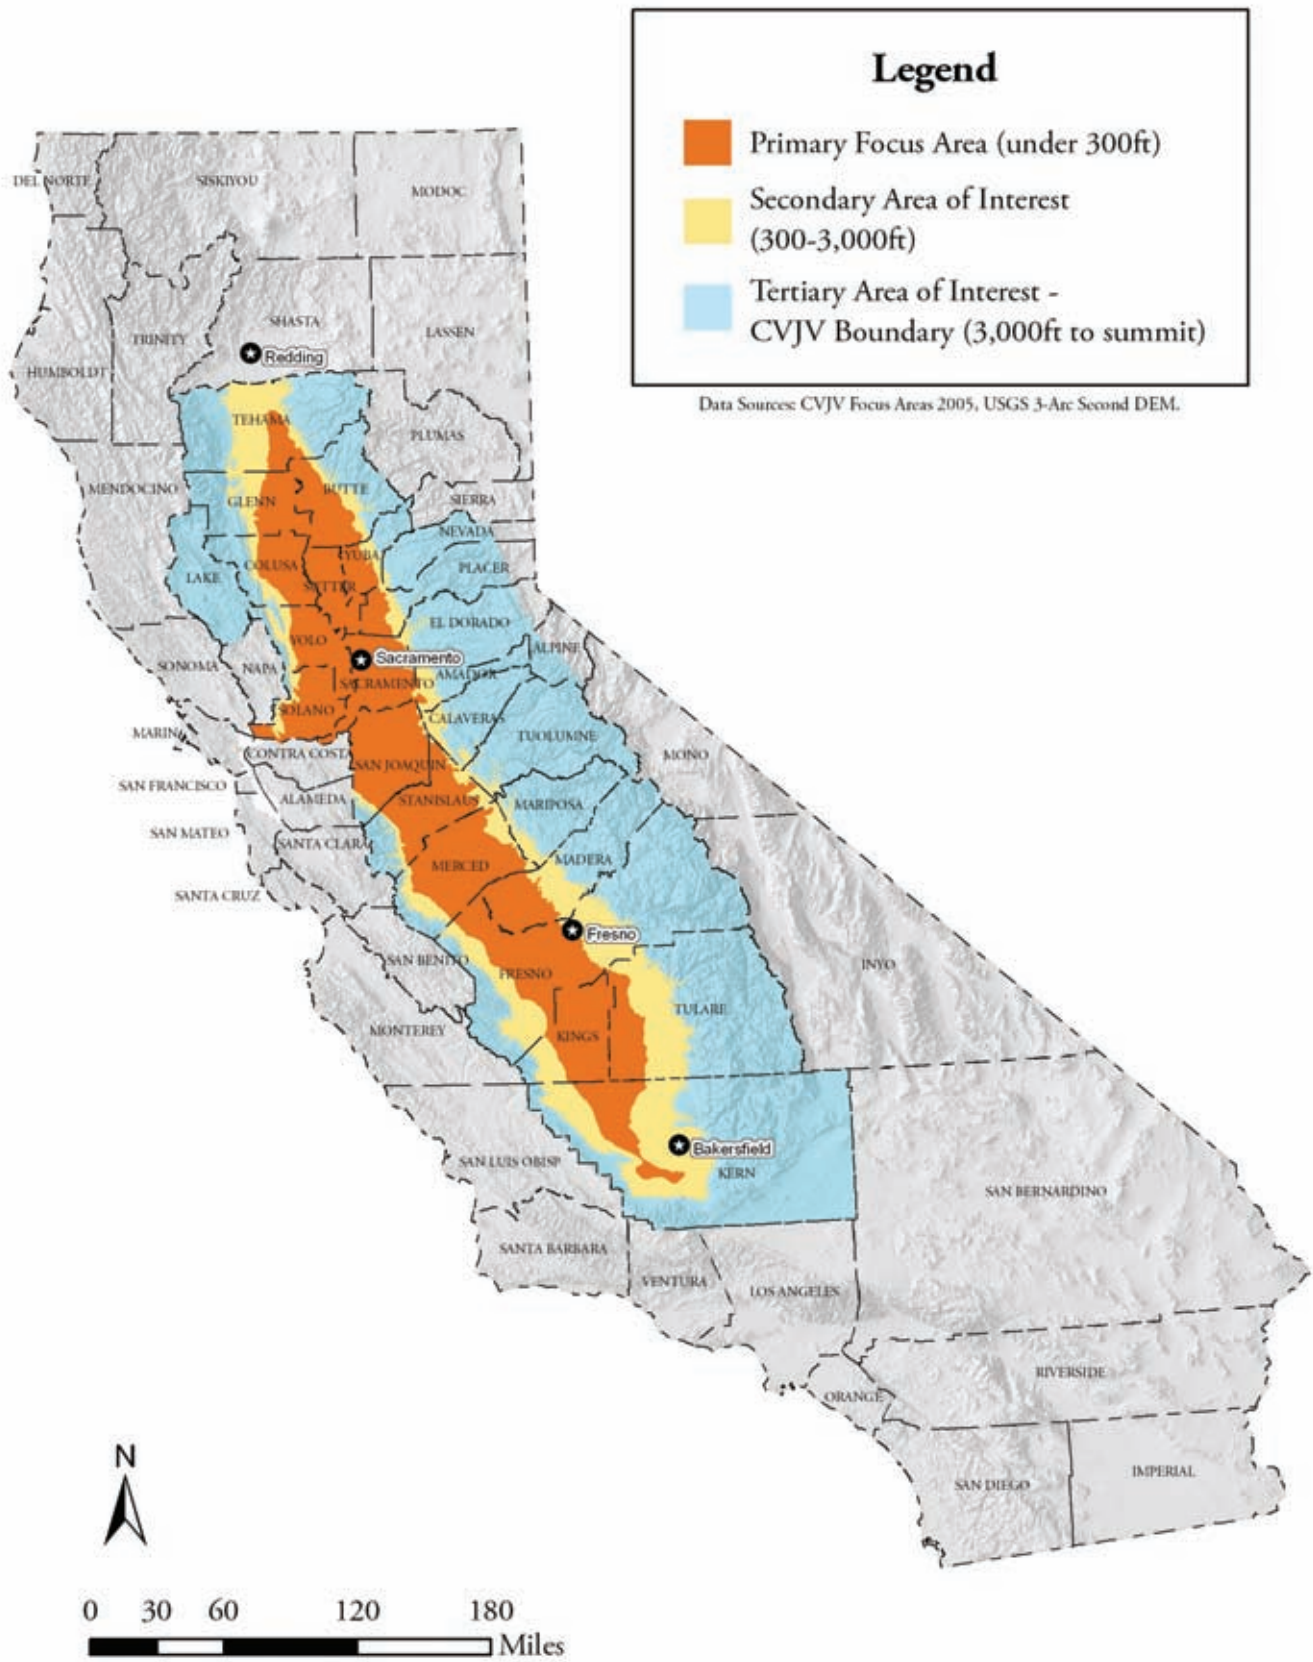 Legend
Primary Focus Area (under 300ft)
Secondary Area of Interest
(300-3,000ft)
Tertiary Area of Interest -
CVJV Boundary (3,000ft to summit)
Data Sources: CVJV Focus Areas 2005, USGS 3-Arc Second DEM.
DEL NORTE
SISKIYOU
MODOC
SHASTA
LASSEN
TRINITY
Redding
HUMBOLDT
TEHAMA
PLUMAS
MENDOCINO
BUTTE
GLENN
SIERRA
NEVADA
YUBA
COLUSA
PLACER
LAKE
SUTTER
EL DORADO
YOLO
ALPINE
SONOMA
NAPA
Sacramento
AMADOR
SACRAMENTO
SOLANO
CALAVERAS
MARIN
TUOLUMNE
CONTRA COSTA
MONO
SAN JOAQUIN
SAN FRANCISCO
ALAMEDA
STANISLAUS
MARIPOSA
SAN MATEO
SANTA CLARA
MADERA
MERCED
SANTA CRUZ
Fresno
SAN BENITO
INYO
FRESNO
TULARE
MONTEREY
KINGS
Bakersfield
SAN LUIS OBISP
KERN
SAN BERNARDINO
SANTA BARBARA
VENTURA
LOS ANGELES
RIVERSIDE
ORANGE
IMPERIAL
SAN DIEGO
N
0 30 60 120 180
Miles